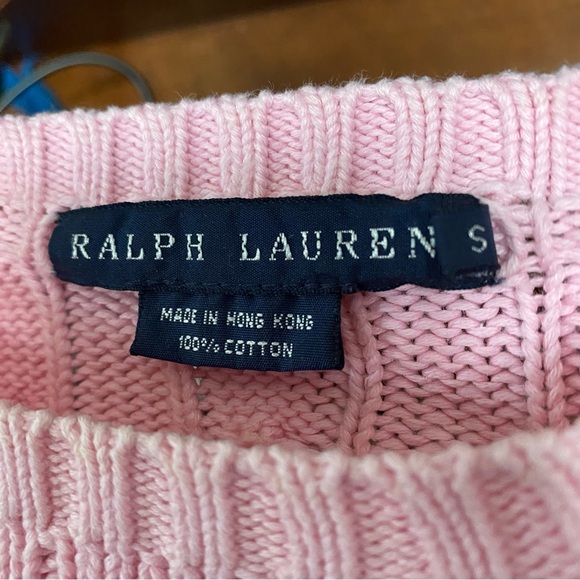 RALPH LAUREN S
MADE IN HONG KONG
100% COTTON